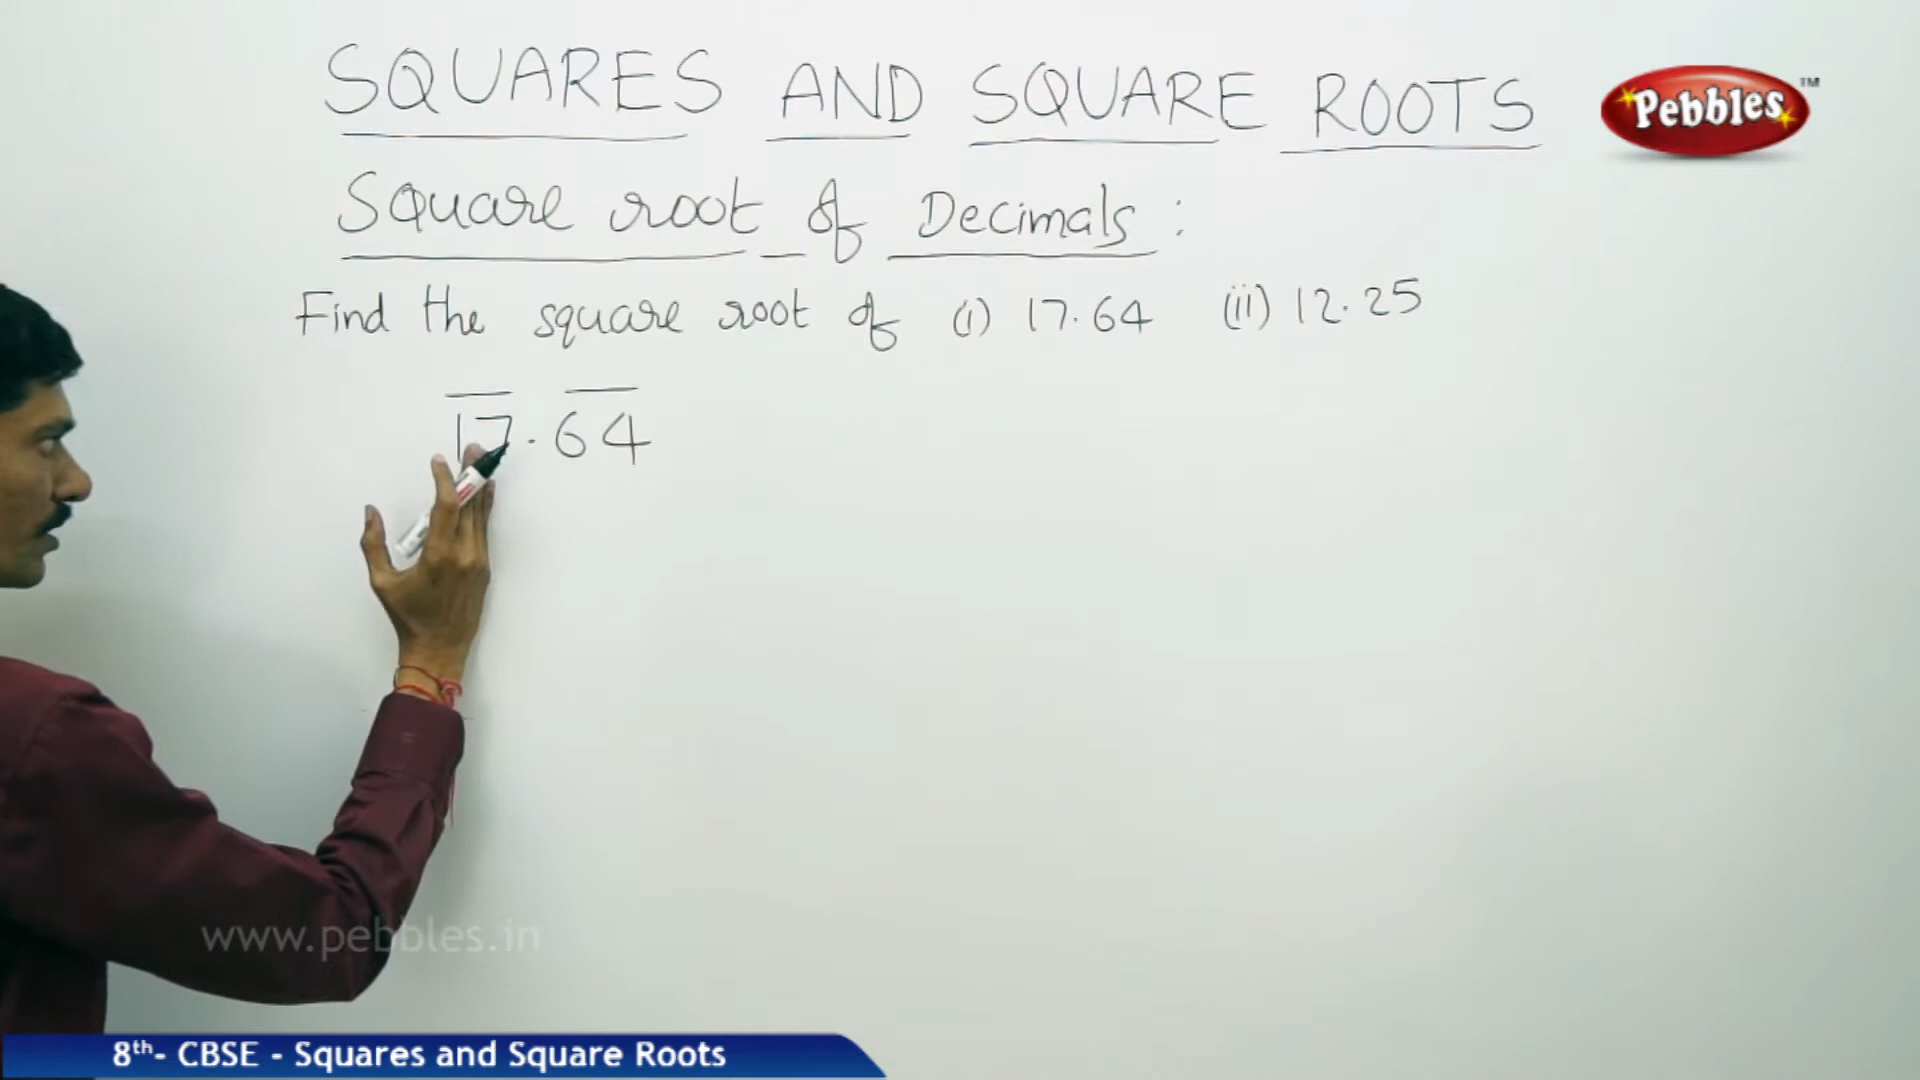 SQUARES AND SQUARE ROOTS
Pebbles™
Square root of Decimals :
Find the square root of (i) 17.64 (ii) 12.25
17.64
www.pebbles.in
8th- CBSE - Squares and Square Roots